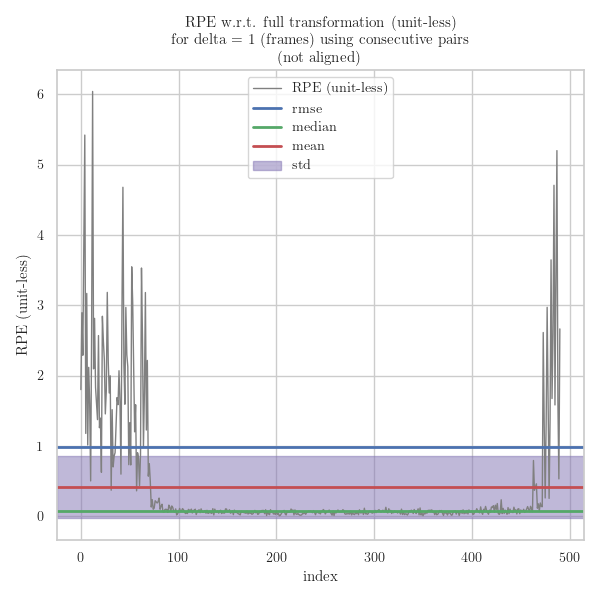 RPE w.r.t. full transformation (unit-less)
for delta = 1 (frames) using consecutive pairs
(not aligned)
RPE (unit-less)
rmse
median
mean
std
RPE (unit-less)
6
5
4
3
2
1
0
0 100 200 300 400 500
index